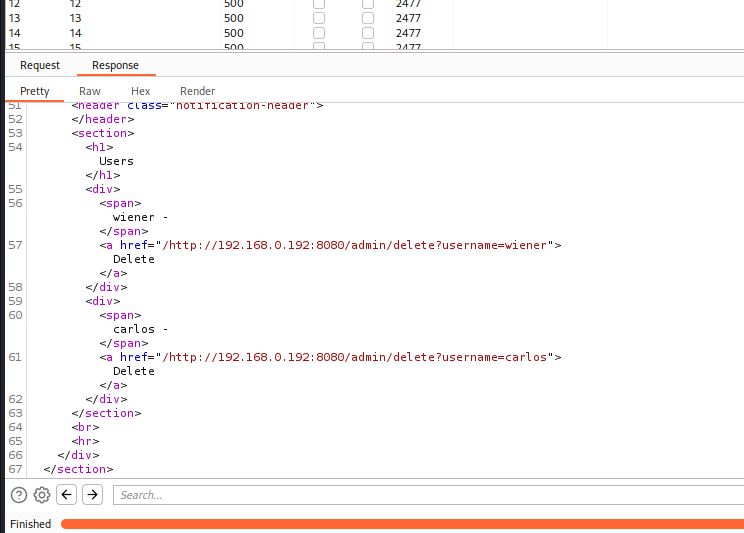 12 12 500 2477
13 13 500 2477
14 14 500 2477
15 15 500 2477
Request Response
Pretty Raw Hex Render
51 <header class="notification-header">
52 </header>
53 <section>
54 <h1>
Users
</h1>
55 <div>
56 <span>
wiener -
</span>
57 <a href="/http://192.168.0.192:8080/admin/delete?username=wiener">
Delete
</a>
58 </div>
59 <div>
60 <span>
carlos -
</span>
61 <a href="/http://192.168.0.192:8080/admin/delete?username=carlos">
Delete
</a>
62 </div>
63 </section>
64 <br>
65 <hr>
66 </div>
67 </section>
Search...
Finished